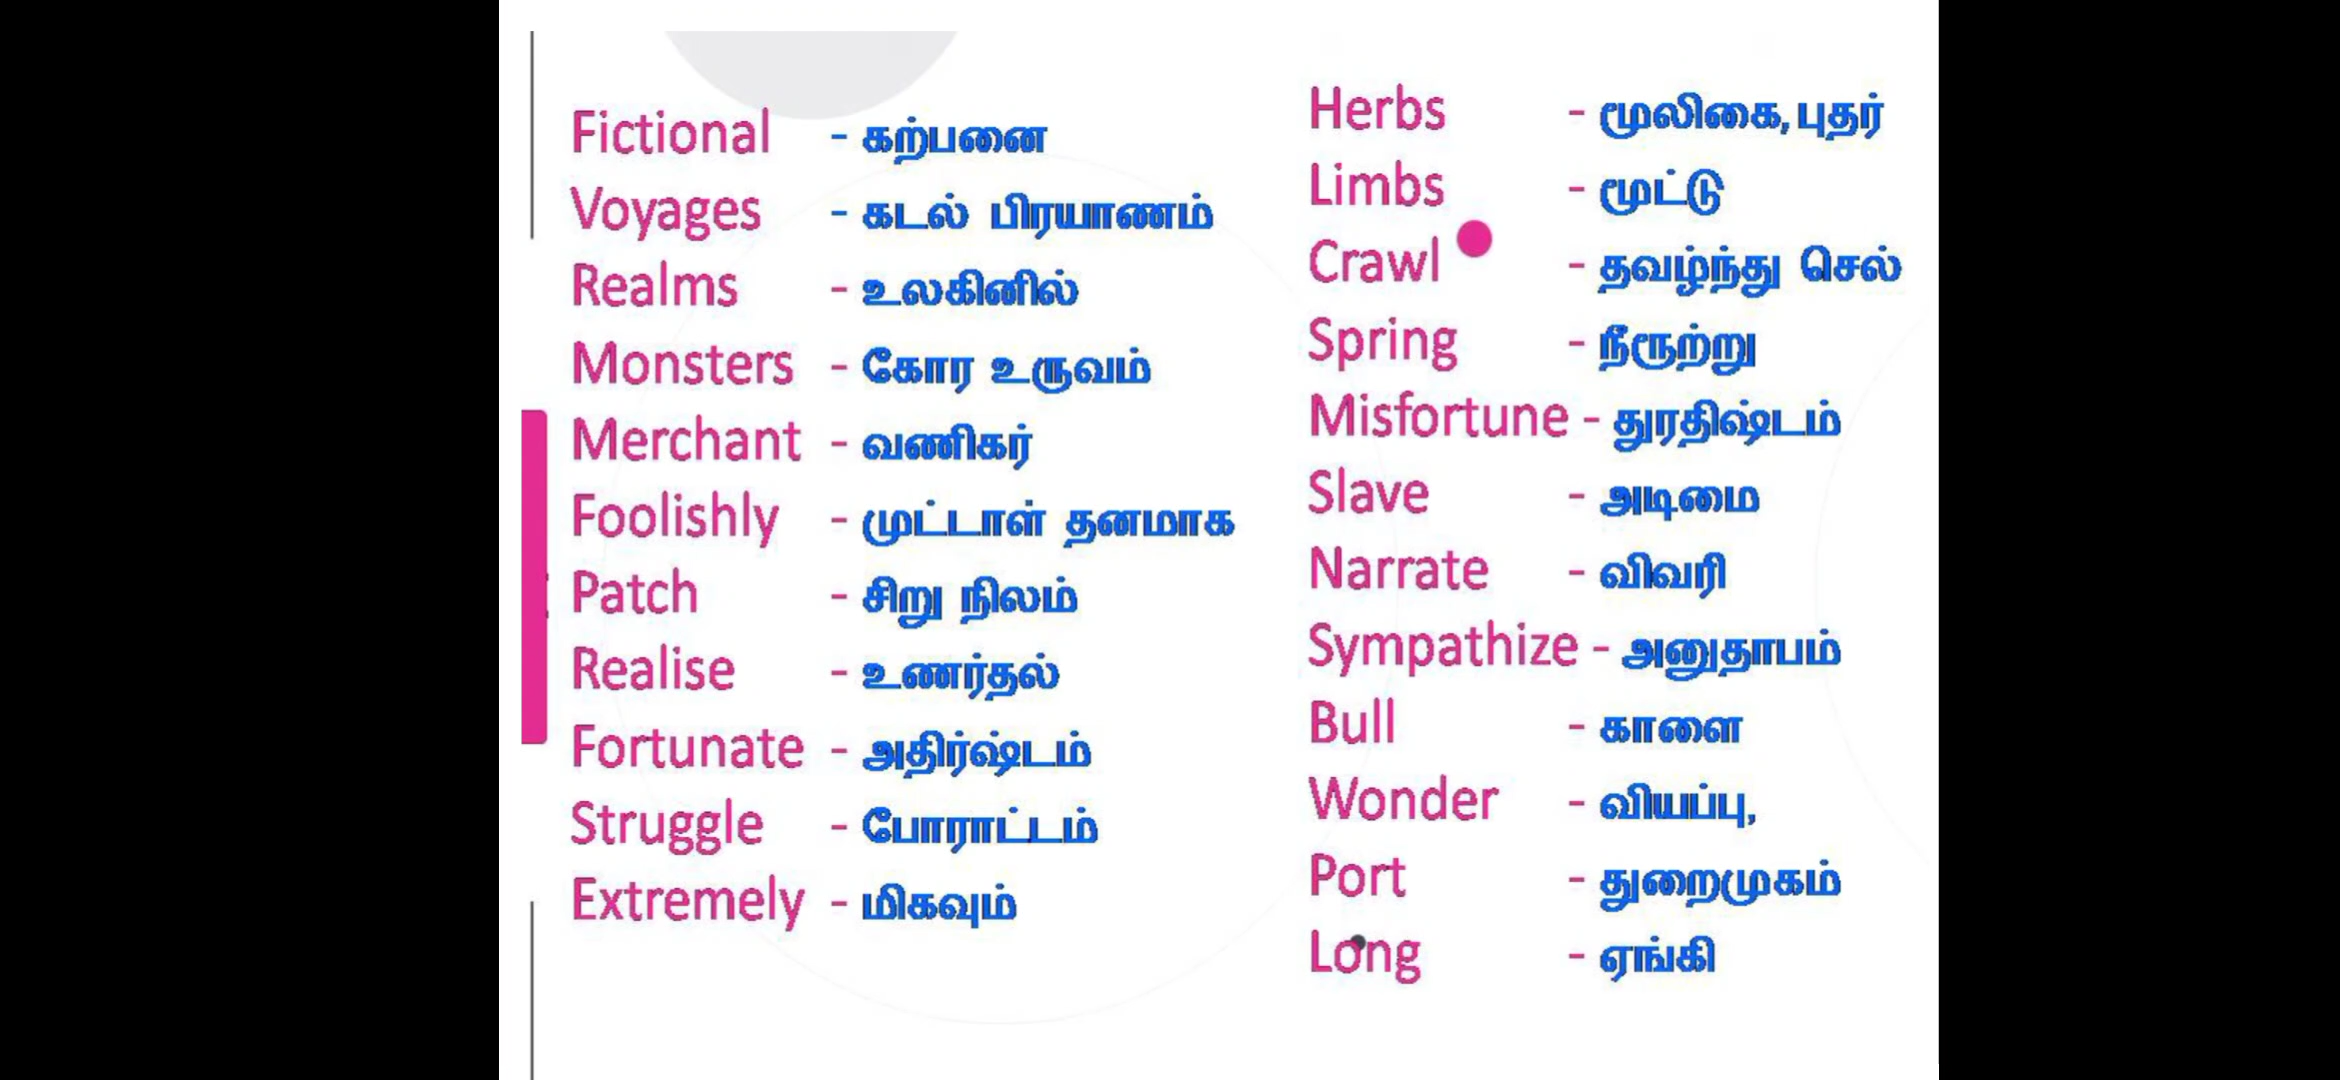 Fictional - கற்பனை
Voyages - கடல் பிரயாணம்
Realms - உலகினில்
Monsters - கோர உருவம்
Merchant - வணிகர்
Foolishly - முட்டாள் தனமாக
Patch - சிறு நிலம்
Realise - உணர்தல்
Fortunate - அதிர்ஷ்டம்
Struggle - போராட்டம்
Extremely - மிகவும்
Herbs - மூலிகை, புதர்
Limbs - மூட்டு
Crawl - தவழ்ந்து செல்
Spring - நீரூற்று
Misfortune - துரதிஷ்டம்
Slave - அடிமை
Narrate - விவரி
Sympathize - அனுதாபம்
Bull - காளை
Wonder - வியப்பு,
Port - துறைமுகம்
Long - ஏங்கி